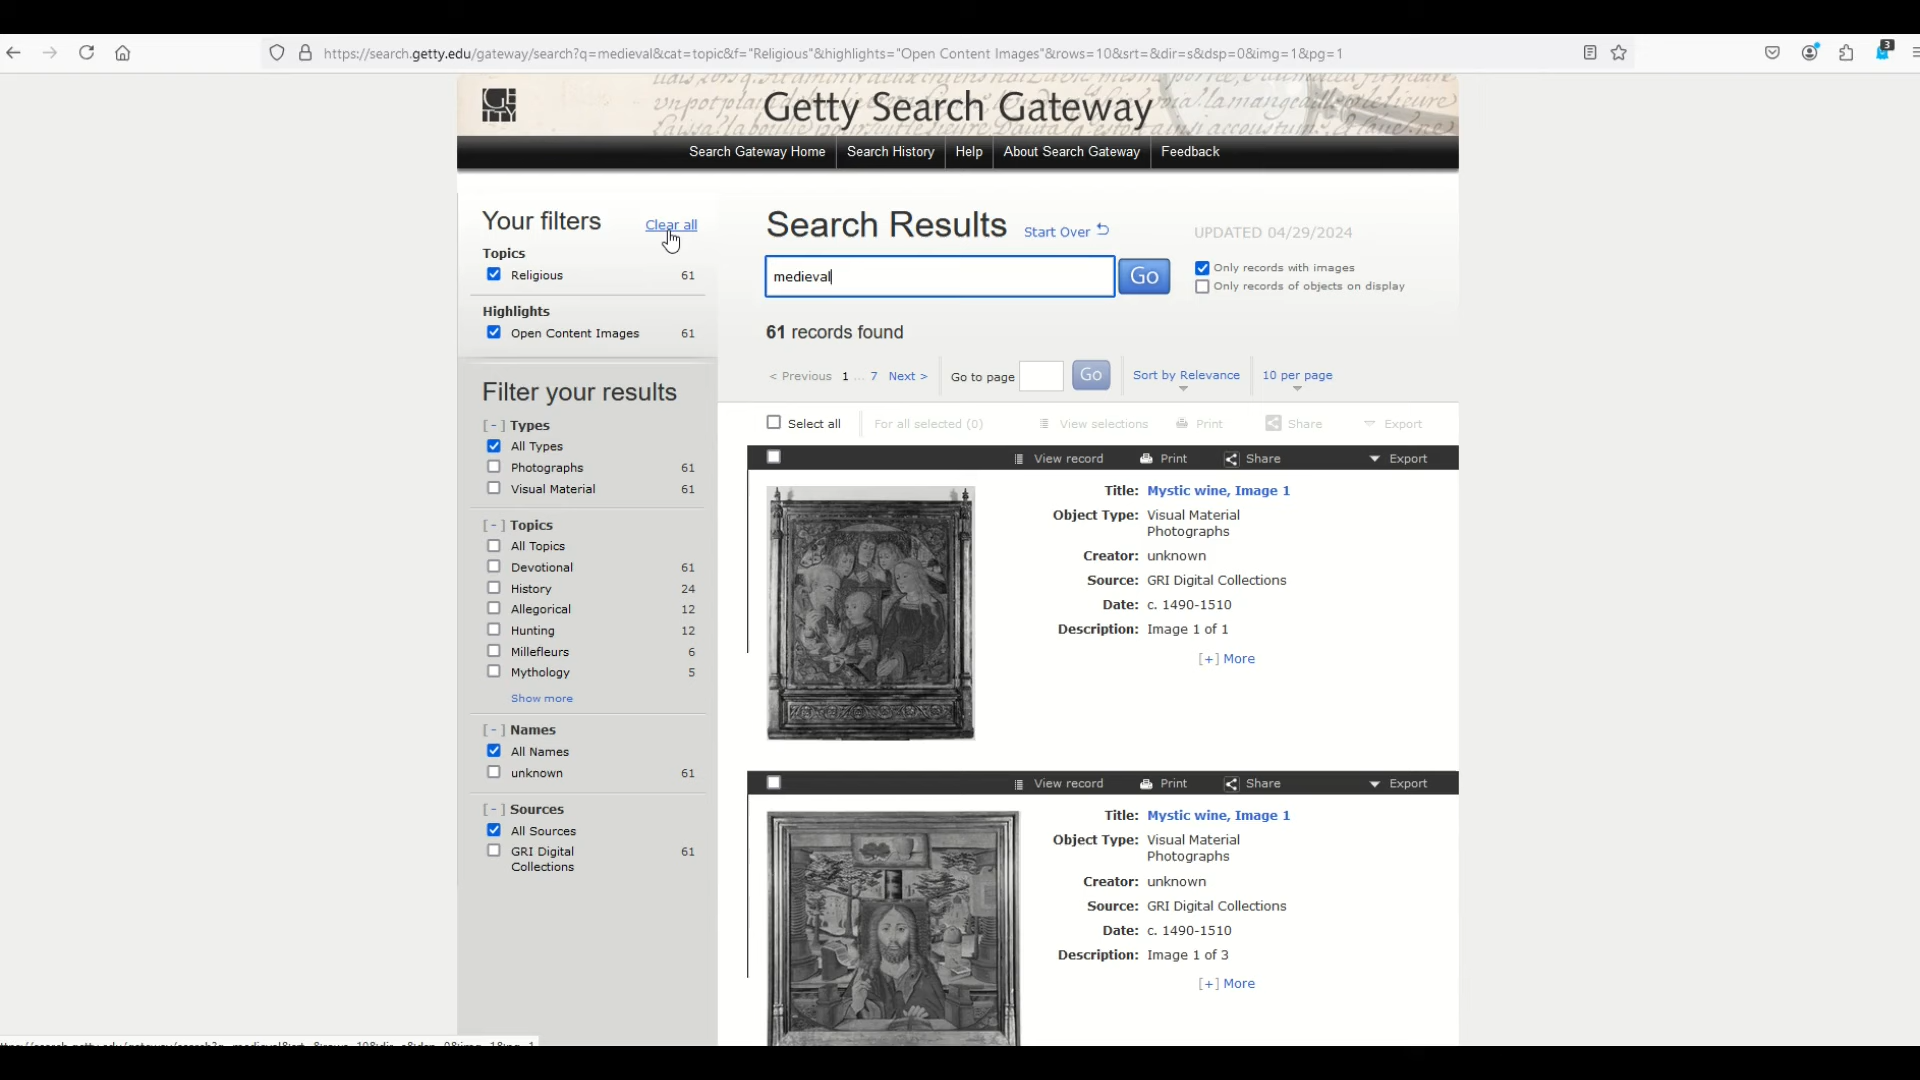 https://search.getty.edu/gateway/search?q=medieval&cat=topic&f="Religious"&highlights="Open Content Images"&rows=10&srt=&dir=s&dsp=0&img=1&pg=1
3
GETTY
Getty Search Gateway
Search Gateway Home
Search History
Help
About Search Gateway
Feedback
Your filters
Clear all
Topics
Religious 61
Highlights
Open Content Images 61
Filter your results
[-] Types
All Types
Photographs 61
Visual Material 61
[-] Topics
All Topics
Devotional 61
History 24
Allegorical 12
Hunting 12
Millefleurs 6
Mythology 5
Show more
[-] Names
All Names
unknown 61
[-] Sources
All Sources
GRI Digital 61
Collections
Search Results Start Over
UPDATED 04/29/2024
medieval Go
Only records with images
Only records of objects on display
61 records found
< Previous 1 ... 7 Next >
Go to page Go
Sort by Relevance
10 per page
Select all
For all selected (0)
View selections
Print
Share
Export
View record
Print
Share
Export
Title: Mystic wine, Image 1
Object Type: Visual Material
Photographs
Creator: unknown
Source: GRI Digital Collections
Date: c. 1490-1510
Description: Image 1 of 1
[+] More
View record
Print
Share
Export
Title: Mystic wine, Image 1
Object Type: Visual Material
Photographs
Creator: unknown
Source: GRI Digital Collections
Date: c. 1490-1510
Description: Image 1 of 3
[+] More